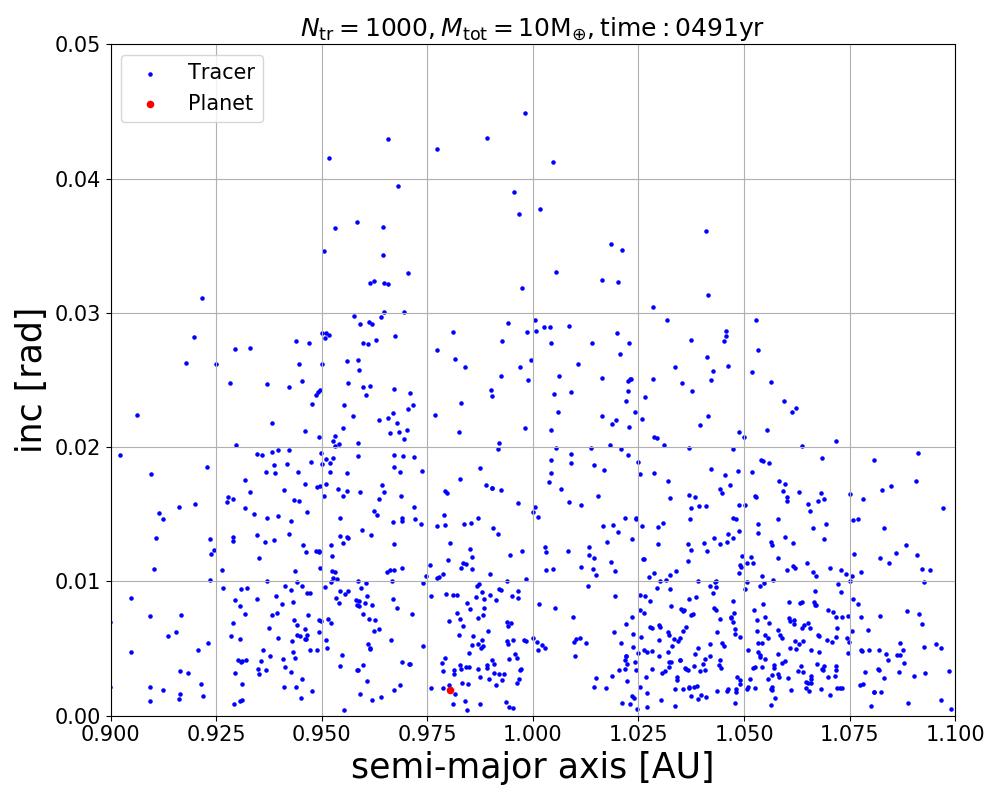 N_tr = 1000, M_tot = 10M_⊕, time : 0491yr
0.05
Tracer
Planet
0.04
0.03
inc [rad]
0.02
0.01
0.00
0.900 0.925 0.950 0.975 1.000 1.025 1.050 1.075 1.100
semi-major axis [AU]